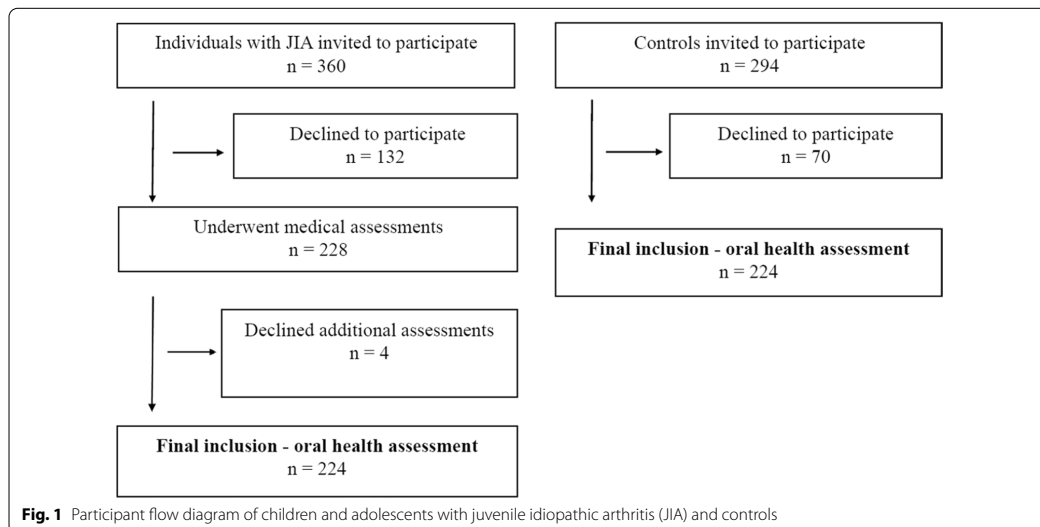 Individuals with JIA invited to participate
n = 360
Declined to participate
n = 132
Underwent medical assessments
n = 228
Declined additional assessments
n = 4
Final inclusion - oral health assessment
n = 224
Controls invited to participate
n = 294
Declined to participate
n = 70
Final inclusion - oral health assessment
n = 224
Fig. 1 Participant flow diagram of children and adolescents with juvenile idiopathic arthritis (JIA) and controls